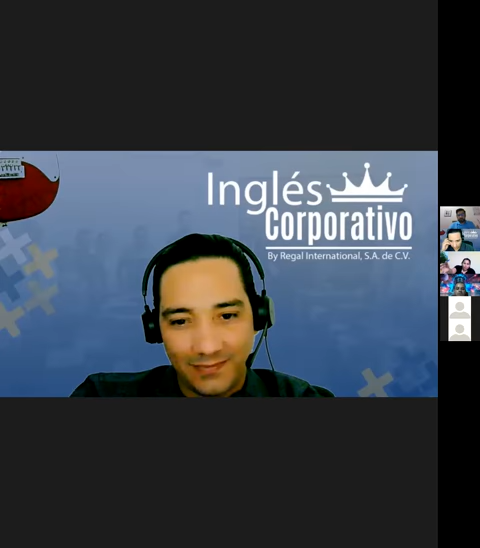 Inglés
Corporativo
By Regal International, S.A. de C.V.